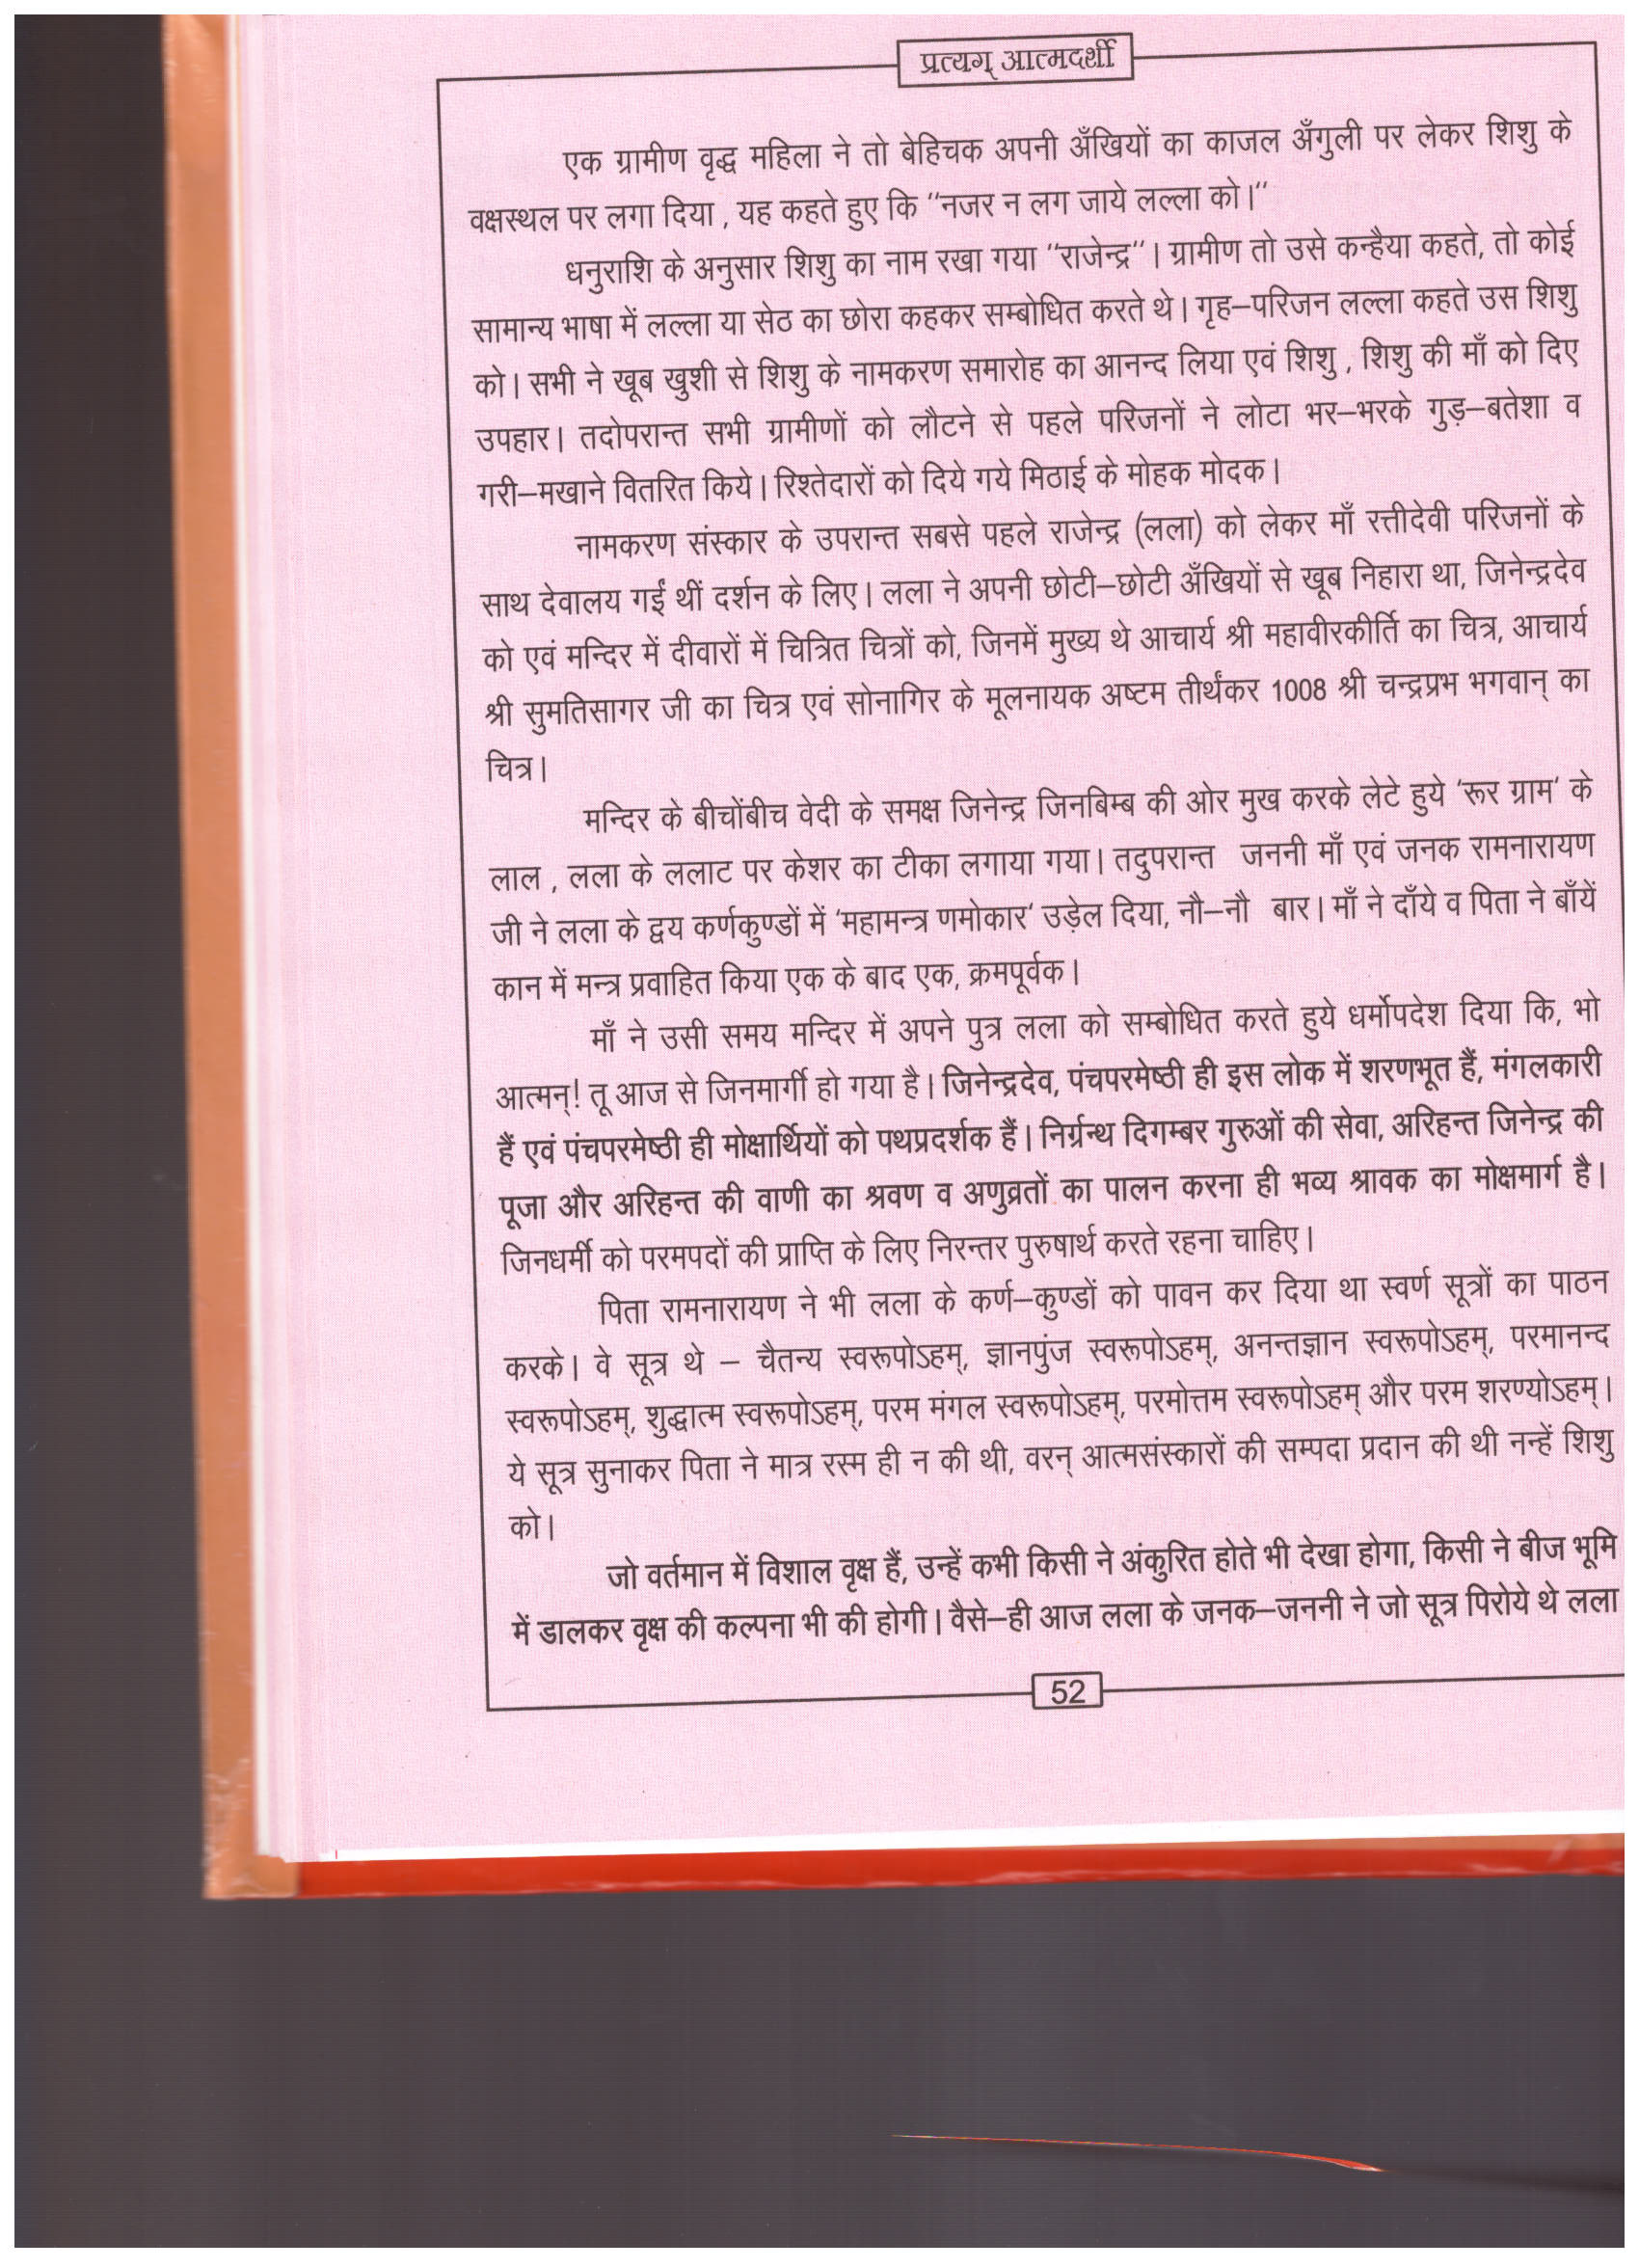 प्रत्यग् आत्मदर्शी
एक ग्रामीण वृद्ध महिला ने तो बेहिचक अपनी अँखियों का काजल अँगुली पर लेकर शिशु के
वक्षस्थल पर लगा दिया , यह कहते हुए कि ‘‘नजर न लग जाये लल्ला को।’’
धनुराशि के अनुसार शिशु का नाम रखा गया ‘‘राजेन्द्र’’। ग्रामीण तो उसे कन्हैया कहते, तो कोई
सामान्य भाषा में लल्ला या सेठ का छोरा कहकर सम्बोधित करते थे। गृह–परिजन लल्ला कहते उस शिशु
को। सभी ने खूब खुशी से शिशु के नामकरण समारोह का आनन्द लिया एवं शिशु , शिशु की माँ को दिए
उपहार। तदोपरान्त सभी ग्रामीणों को लौटने से पहले परिजनों ने लोटा भर–भरके गुड़–बतेशा व
गरी–मखाने वितरित किये। रिश्तेदारों को दिये गये मिठाई के मोहक मोदक।
नामकरण संस्कार के उपरान्त सबसे पहले राजेन्द्र (लला) को लेकर माँ रत्तीदेवी परिजनों के
साथ देवालय गईं थीं दर्शन के लिए। लला ने अपनी छोटी–छोटी अँखियों से खूब निहारा था, जिनेन्द्रदेव
को एवं मन्दिर में दीवारों में चित्रित चित्रों को, जिनमें मुख्य थे आचार्य श्री महावीरकीर्ति का चित्र, आचार्य
श्री सुमतिसागर जी का चित्र एवं सोनागिर के मूलनायक अष्टम तीर्थंकर 1008 श्री चन्द्रप्रभ भगवान् का
चित्र।
मन्दिर के बीचोंबीच वेदी के समक्ष जिनेन्द्र जिनबिम्ब की ओर मुख करके लेटे हुये ‘रूर ग्राम’ के
लाल , लला के ललाट पर केशर का टीका लगाया गया। तदुपरान्त जननी माँ एवं जनक रामनारायण
जी ने लला के द्वय कर्णकुण्डों में ‘महामन्त्र णमोकार’ उड़ेल दिया, नौ–नौ बार। माँ ने दाँये व पिता ने बाँयें
कान में मन्त्र प्रवाहित किया एक के बाद एक, क्रमपूर्वक।
माँ ने उसी समय मन्दिर में अपने पुत्र लला को सम्बोधित करते हुये धर्मोपदेश दिया कि, भो
आत्मन्! तू आज से जिनमार्गी हो गया है। जिनेन्द्रदेव, पंचपरमेष्ठी ही इस लोक में शरणभूत हैं, मंगलकारी
हैं एवं पंचपरमेष्ठी ही मोक्षार्थियों को पथप्रदर्शक हैं। निर्ग्रन्थ दिगम्बर गुरुओं की सेवा, अरिहन्त जिनेन्द्र की
पूजा और अरिहन्त की वाणी का श्रवण व अणुव्रतों का पालन करना ही भव्य श्रावक का मोक्षमार्ग है।
जिनधर्मी को परमपदों की प्राप्ति के लिए निरन्तर पुरुषार्थ करते रहना चाहिए।
पिता रामनारायण ने भी लला के कर्ण–कुण्डों को पावन कर दिया था स्वर्ण सूत्रों का पाठन
करके। वे सूत्र थे – चैतन्य स्वरूपोऽहम्, ज्ञानपुंज स्वरूपोऽहम्, अनन्तज्ञान स्वरूपोऽहम्, परमानन्द
स्वरूपोऽहम्, शुद्धात्म स्वरूपोऽहम्, परम मंगल स्वरूपोऽहम्, परमोत्तम स्वरूपोऽहम् और परम शरण्योऽहम्।
ये सूत्र सुनाकर पिता ने मात्र रस्म ही न की थी, वरन् आत्मसंस्कारों की सम्पदा प्रदान की थी नन्हें शिशु
को।
जो वर्तमान में विशाल वृक्ष हैं, उन्हें कभी किसी ने अंकुरित होते भी देखा होगा, किसी ने बीज भूमि
में डालकर वृक्ष की कल्पना भी की होगी। वैसे–ही आज लला के जनक–जननी ने जो सूत्र पिरोये थे लला
52